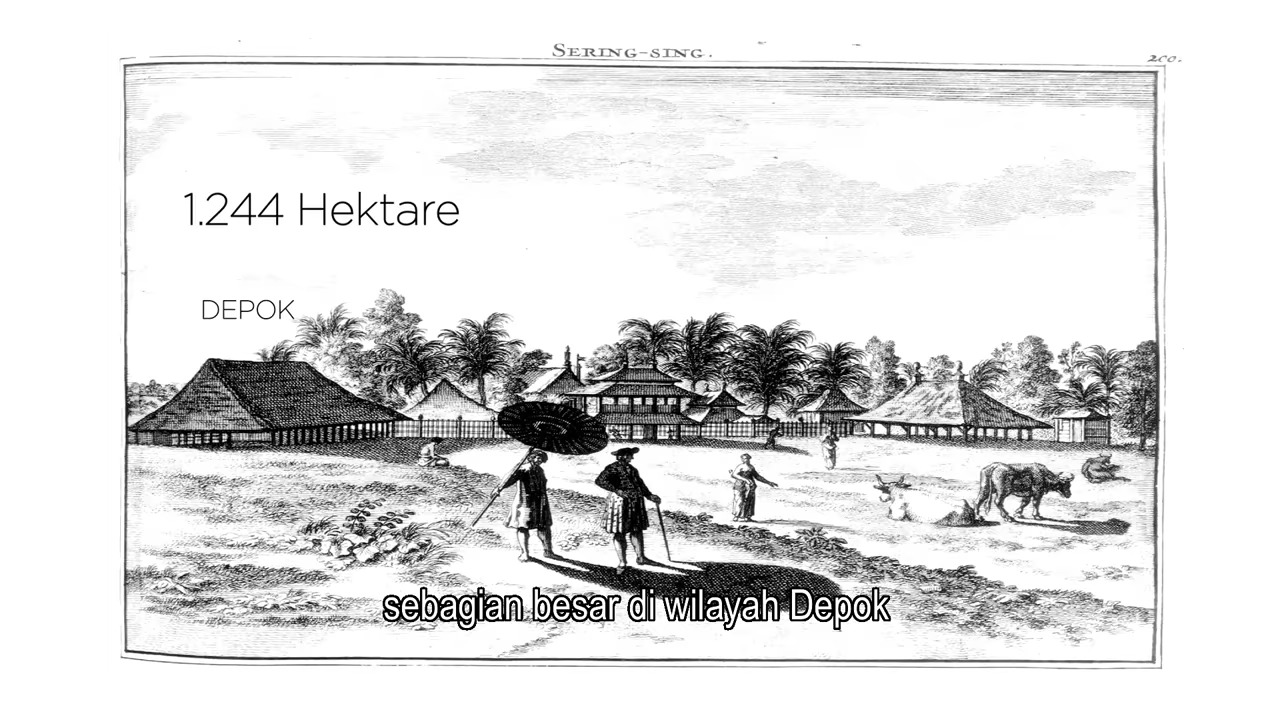 SERING-SING.
200.
1.244 Hektare
DEPOK
sebagian besar di wilayah Depok